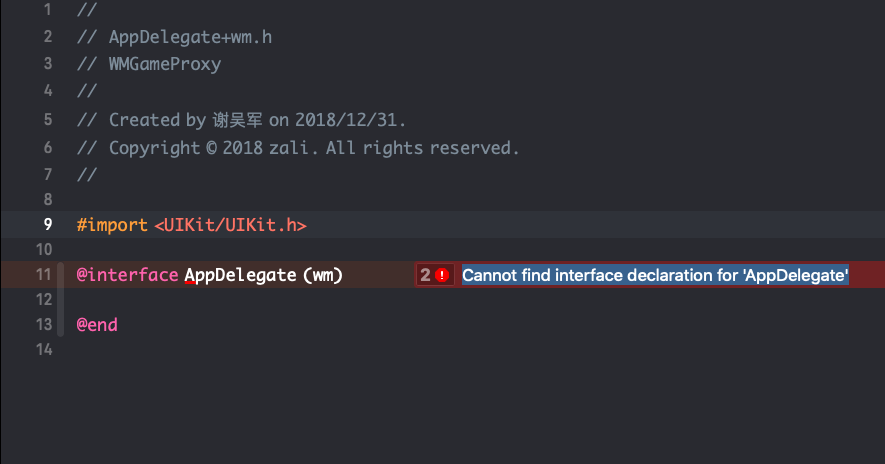 1 //
2 // AppDelegate+wm.h
3 // WMGameProxy
4 //
5 // Created by 谢吴军 on 2018/12/31.
6 // Copyright © 2018 zali. All rights reserved.
7 //
8
9 #import <UIKit/UIKit.h>
10
11 @interface AppDelegate (wm) 2 ! Cannot find interface declaration for 'AppDelegate'
12
13 @end
14